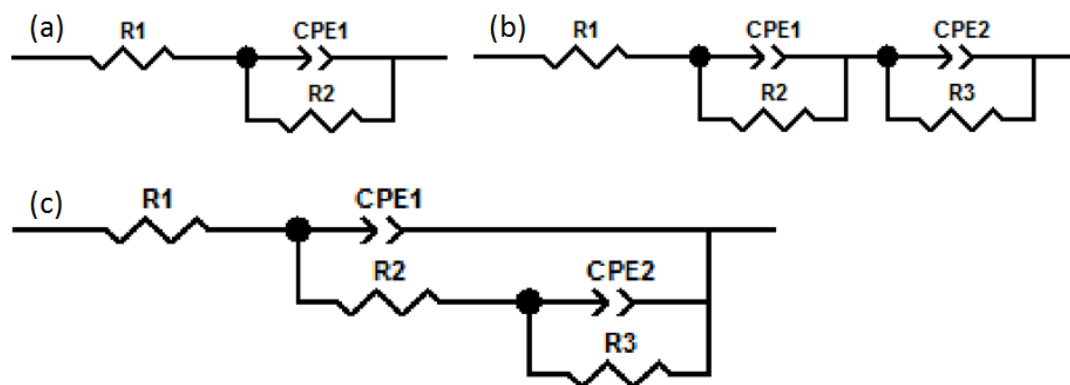 (a) R1 CPE1
R2
(b) R1 CPE1 CPE2
R2 R3
(c) R1 CPE1
R2 CPE2
R3